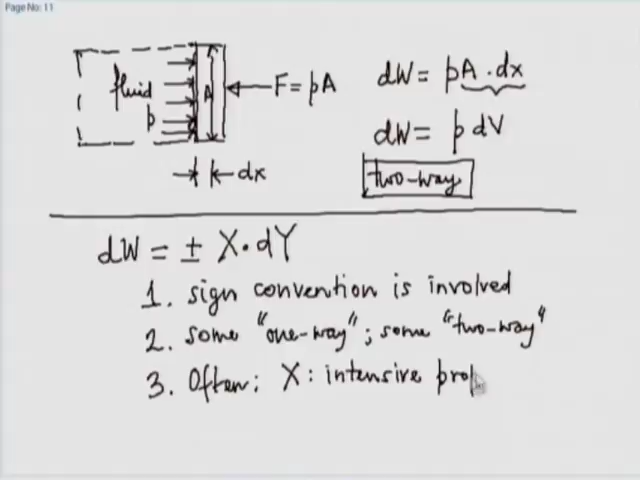 Page No: 11
fluid
p
A
F = pA
dx
dW = pA . dx
dW = p dV
two-way
dW = ± X . dY
1. sign convention is involved
2. some "one-way"; some "two-way"
3. Often: X : intensive prop